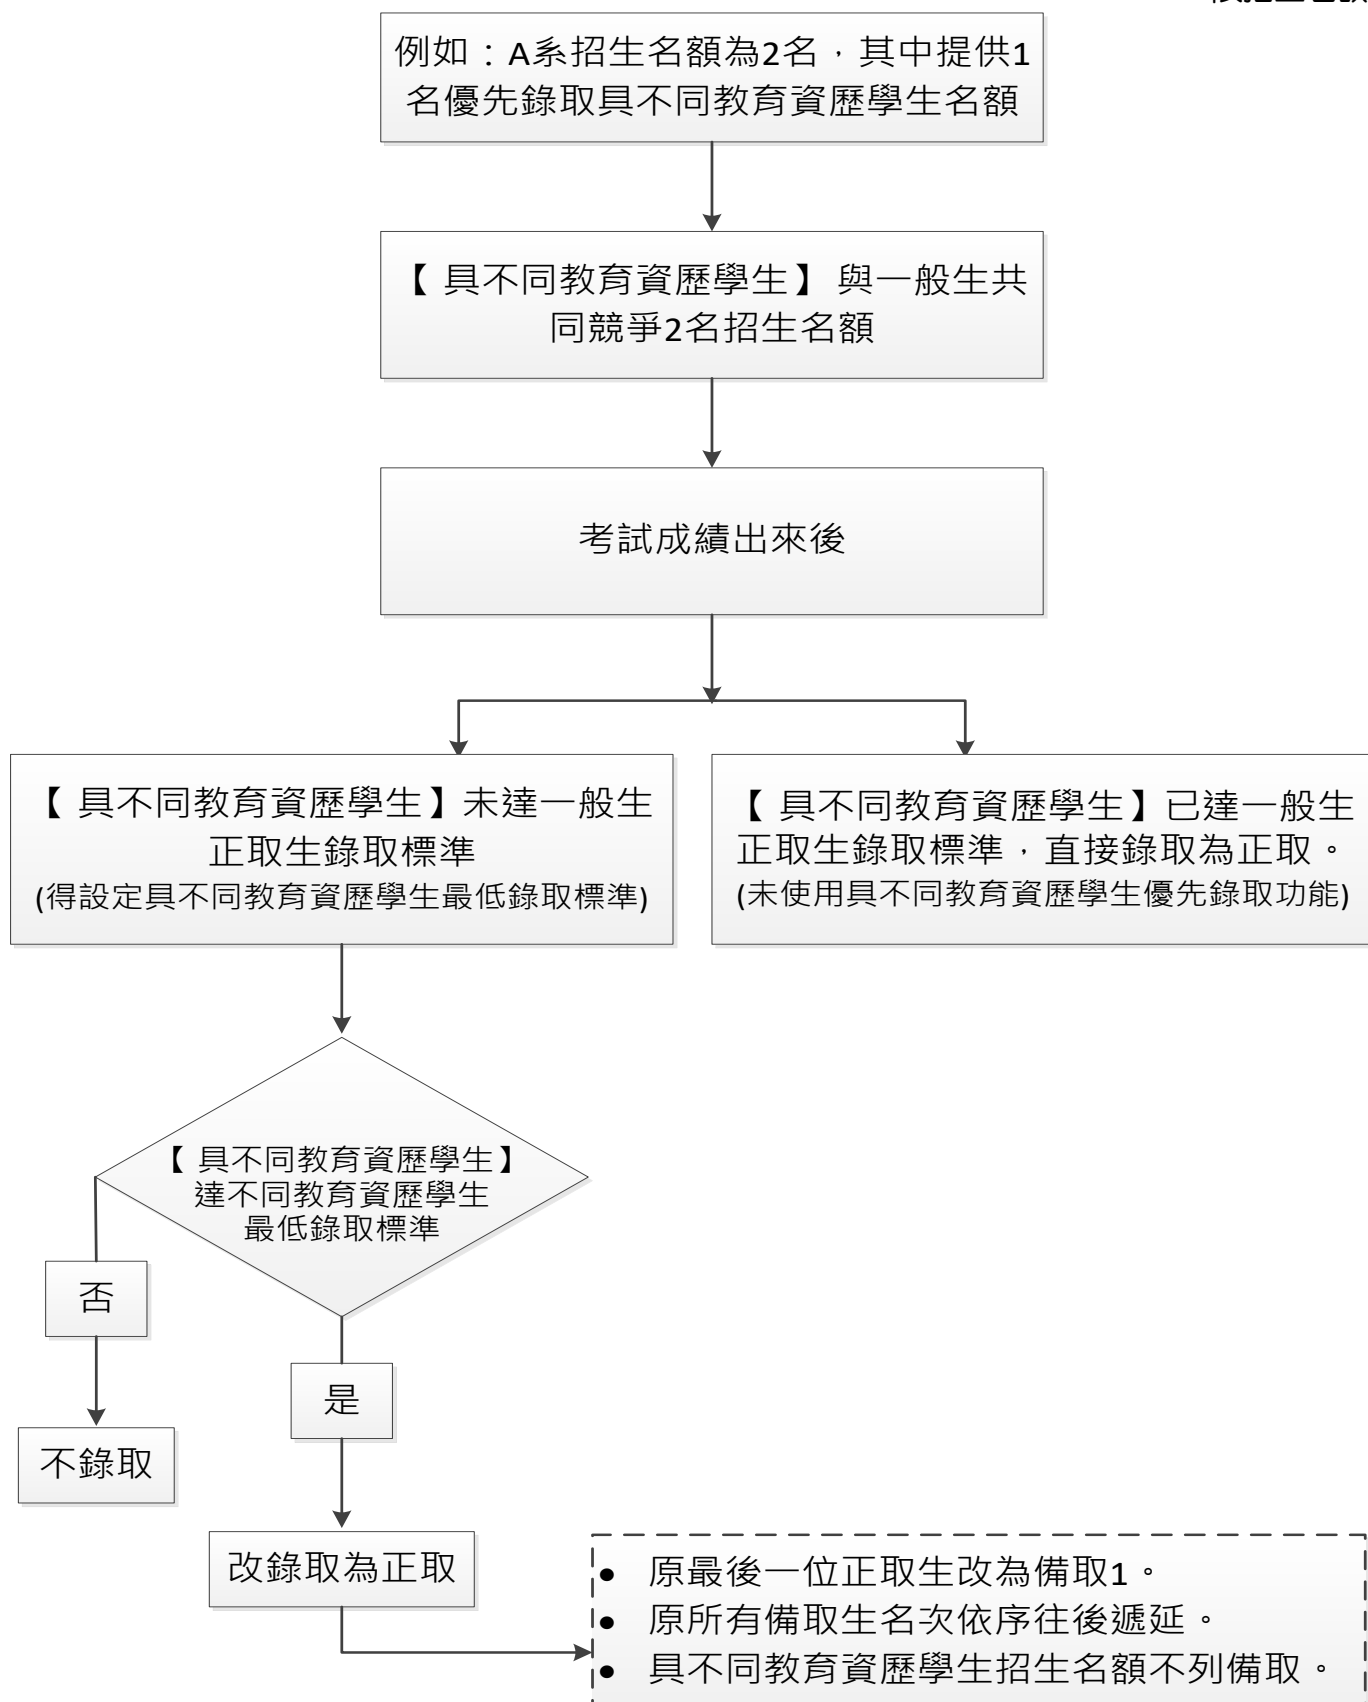 例如：A系招生名額為2名，其中提供1
名優先錄取具不同教育資歷學生名額
【 具不同教育資歷學生】 與一般生共
同競爭2名招生名額
考試成績出來後
【 具不同教育資歷學生】未達一般生
正取生錄取標準
(得設定具不同教育資歷學生最低錄取標準)
【 具不同教育資歷學生】已達一般生
正取生錄取標準，直接錄取為正取。
(未使用具不同教育資歷學生優先錄取功能)
【 具不同教育資歷學生】
達不同教育資歷學生
最低錄取標準
否
是
不錄取
改錄取為正取
● 原最後一位正取生改為備取1。
● 原所有備取生名次依序往後遞延。
● 具不同教育資歷學生招生名額不列備取。